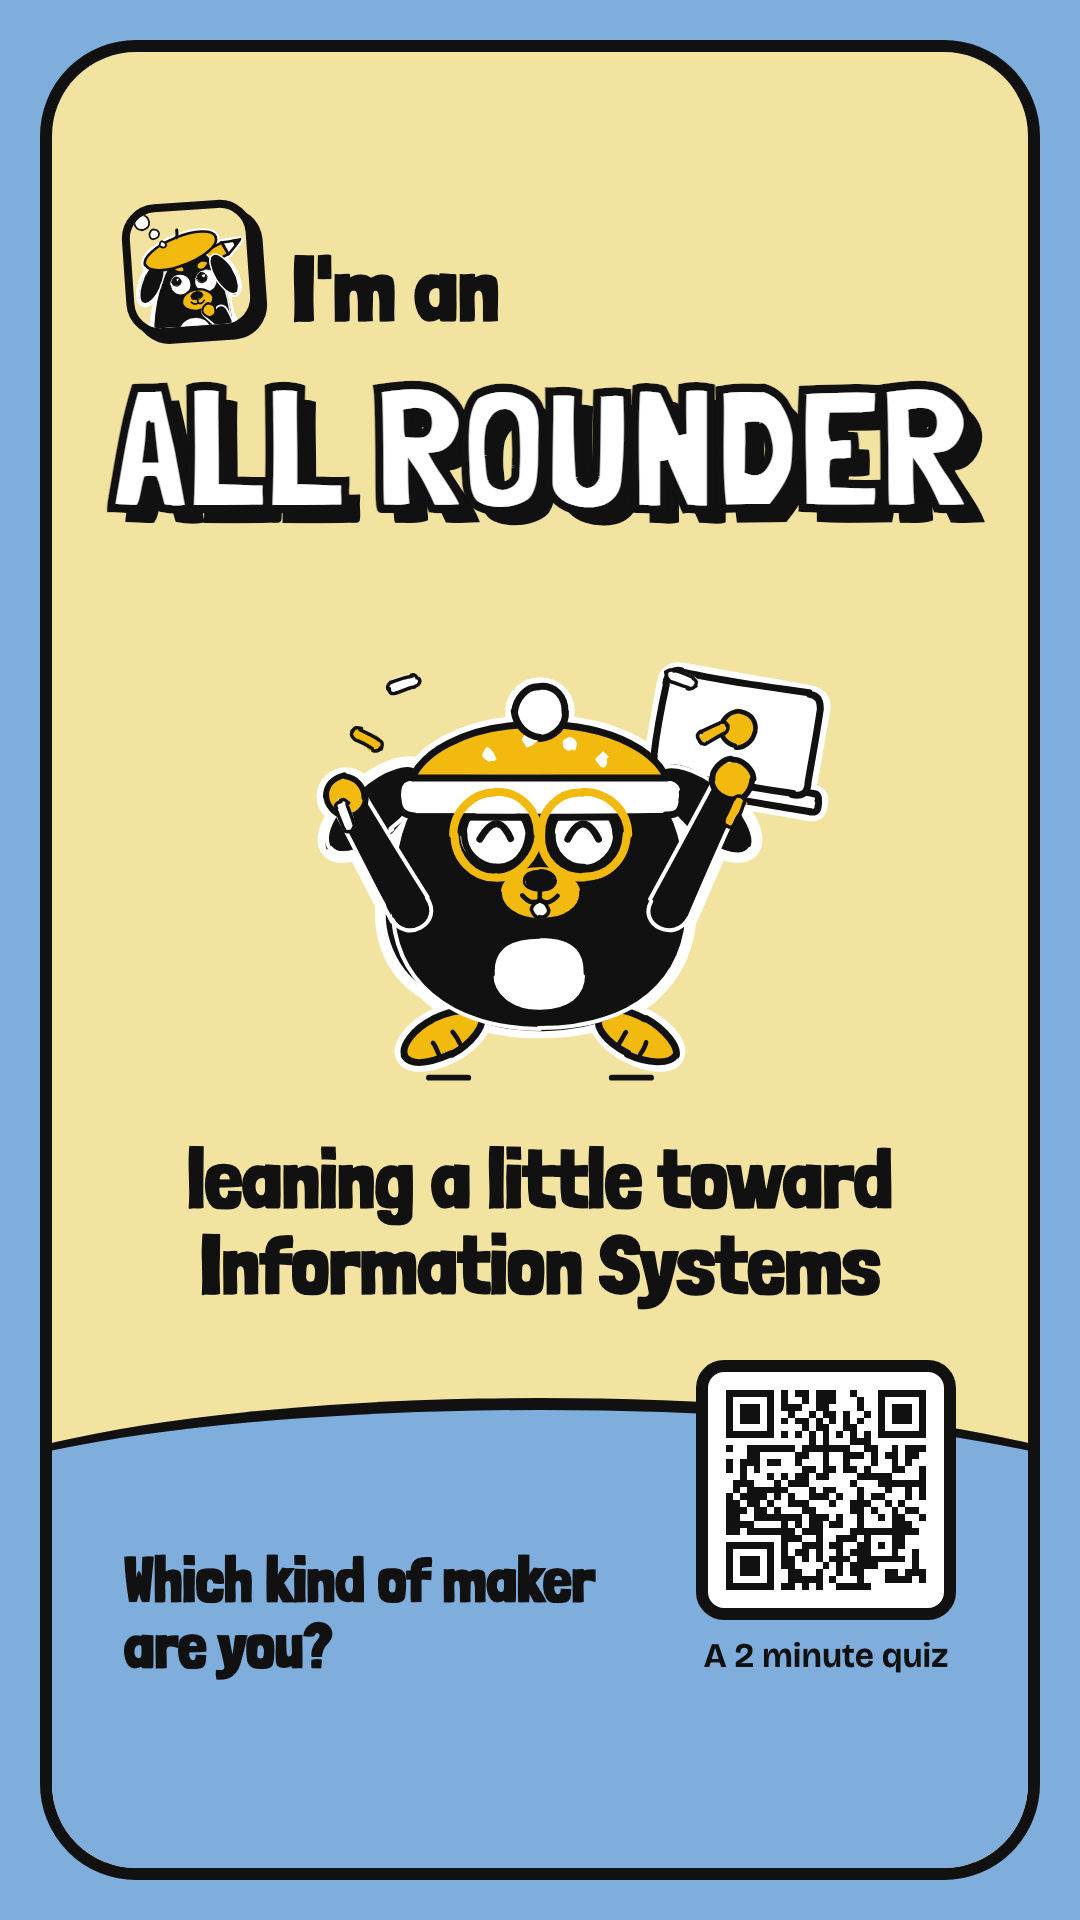 I'm an
ALL ROUNDER
leaning a little toward
Information Systems
Which kind of maker
are you?
A 2 minute quiz